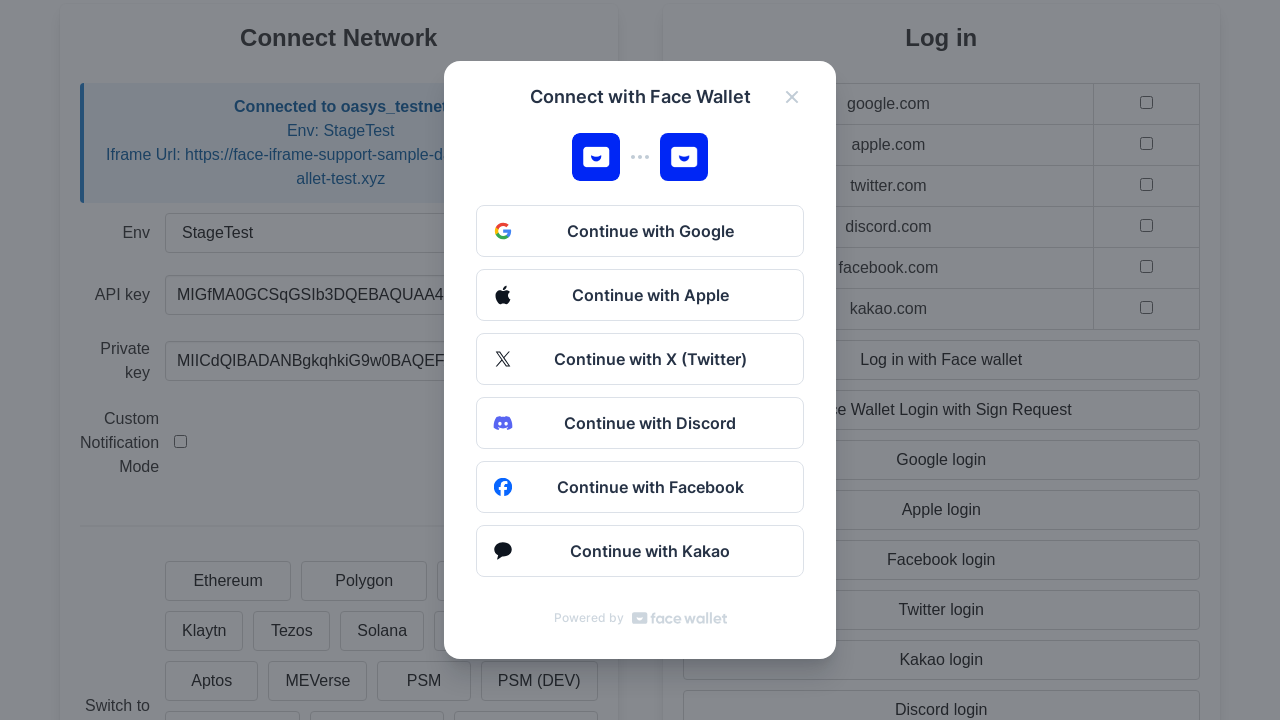 Connect Network
Connected to oasys_testnet
Env: StageTest
Iframe Url: https://face-iframe-support-sample-d
allet-test.xyz
Env
StageTest
API key
MIGfMA0GCSqGSIb3DQEBAQUAA4
Private
key
MIICdQIBADANBgkqhkiG9w0BAQEF
Custom
Notification
Mode
Ethereum
Polygon
Klaytn
Tezos
Solana
Aptos
MEVerse
PSM
PSM (DEV)
Switch to
Connect with Face Wallet
Continue with Google
Continue with Apple
Continue with X (Twitter)
Continue with Discord
Continue with Facebook
Continue with Kakao
Powered by face wallet
Log in
google.com
apple.com
twitter.com
discord.com
facebook.com
kakao.com
Log in with Face wallet
Wallet Login with Sign Request
Google login
Apple login
Facebook login
Twitter login
Kakao login
Discord login